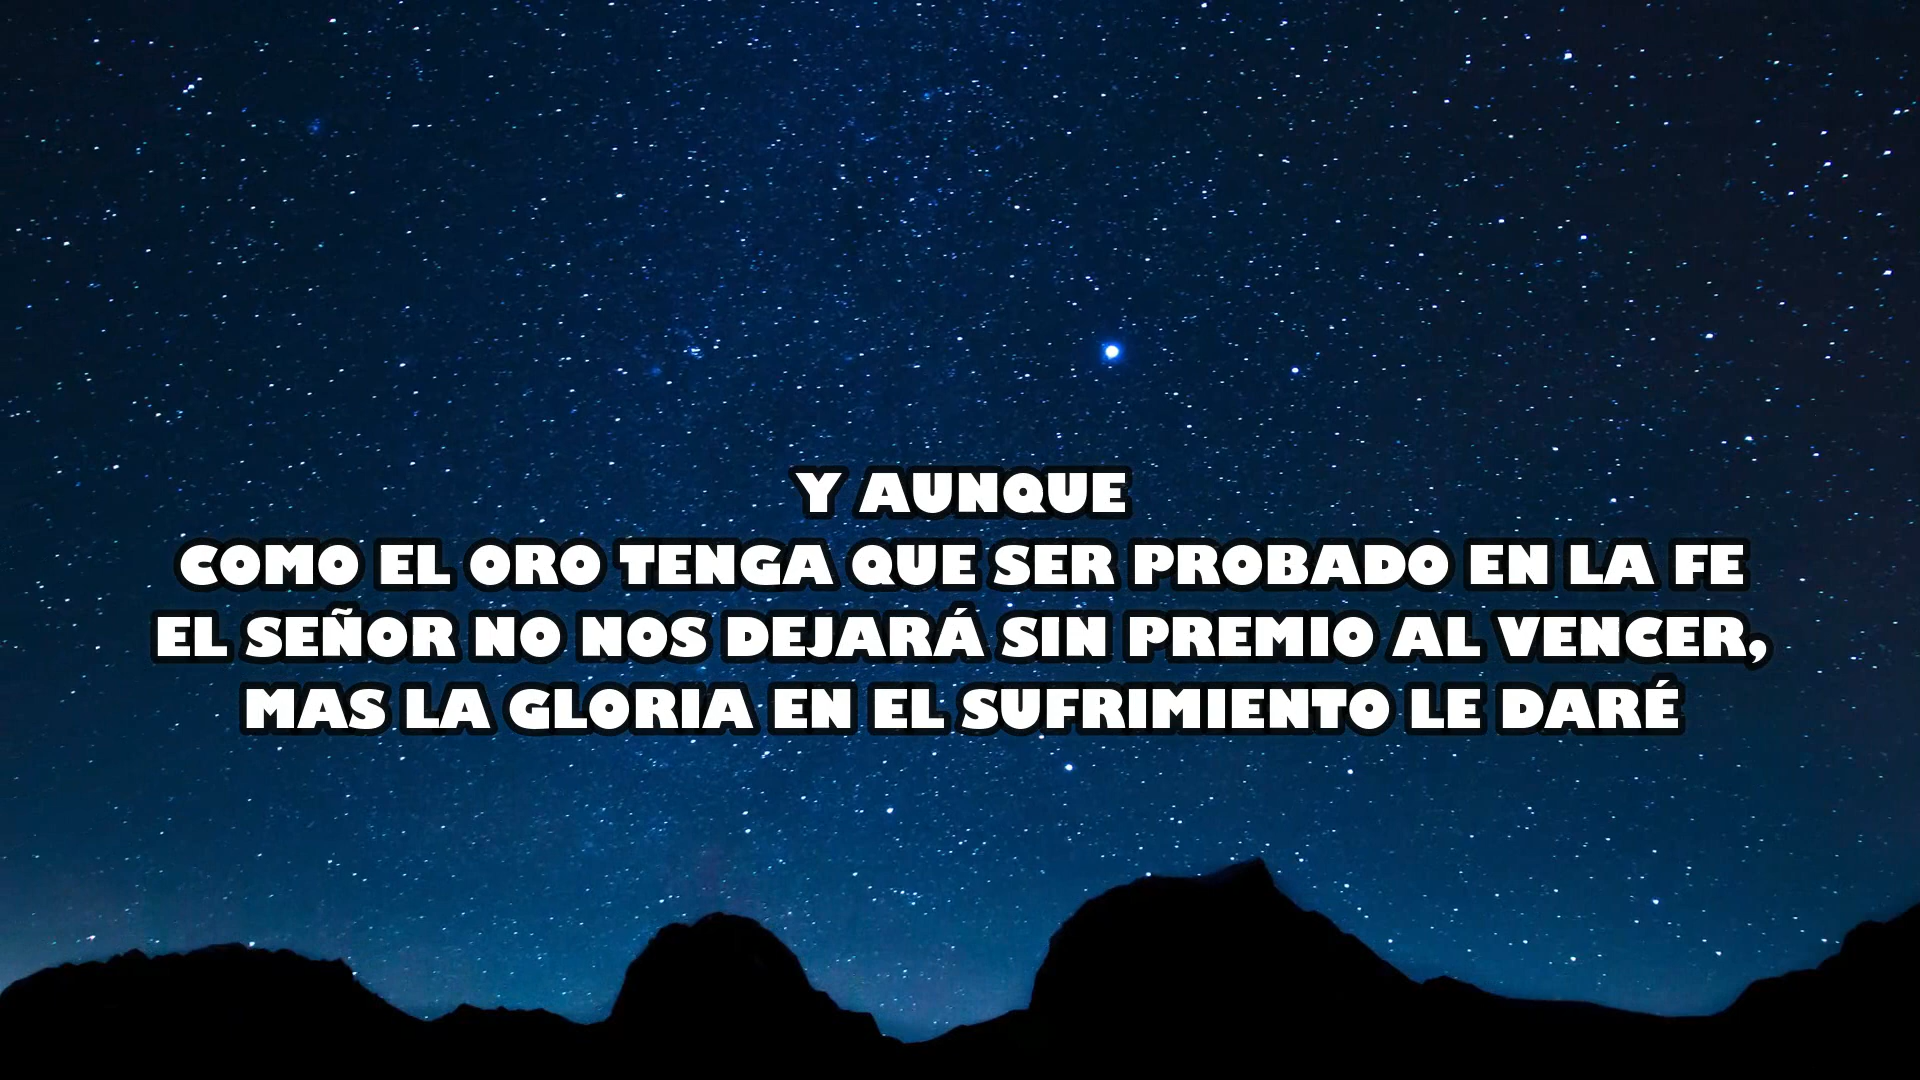 Y AUNQUE
COMO EL ORO TENGA QUE SER PROBADO EN LA FE
EL SEÑOR NO NOS DEJARÁ SIN PREMIO AL VENCER,
MAS LA GLORIA EN EL SUFRIMIENTO LE DARÉ